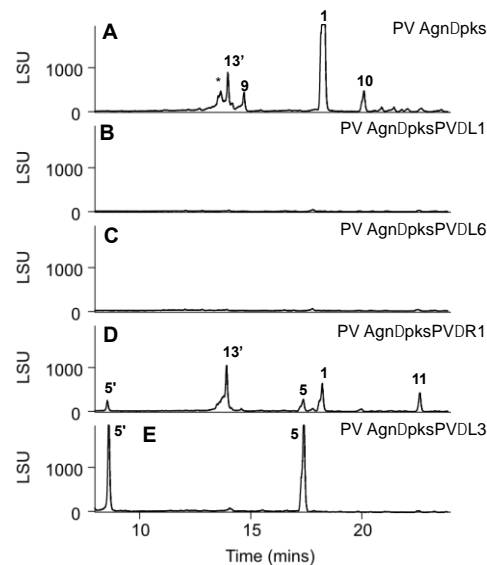 A PV AgnDpks
LSU
1000
0
* 13’ 9 1 10
B PV AgnDpksPVDL1
LSU
1000
0
C PV AgnDpksPVDL6
LSU
1000
0
D PV AgnDpksPVDR1
LSU
1000
0
5' 13’ 5 1 11
E PV AgnDpksPVDL3
LSU
1000
0
5' 5
10 15 20
Time (mins)